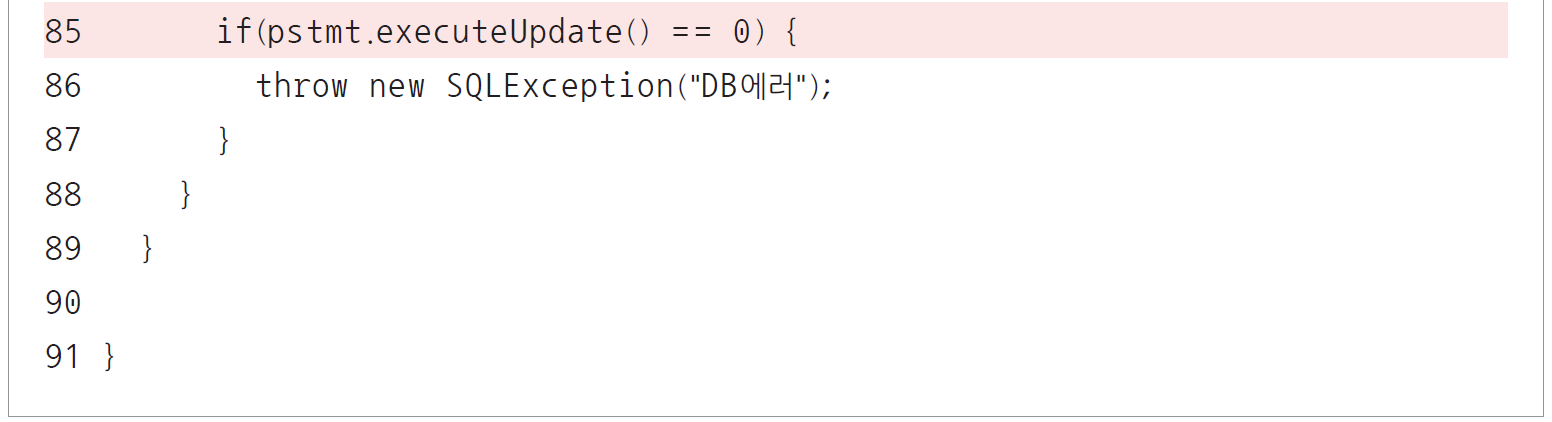 85       if(pstmt.executeUpdate() == 0) {
86         throw new SQLException("DB에러");
87       }
88     }
89   }
90
91 }